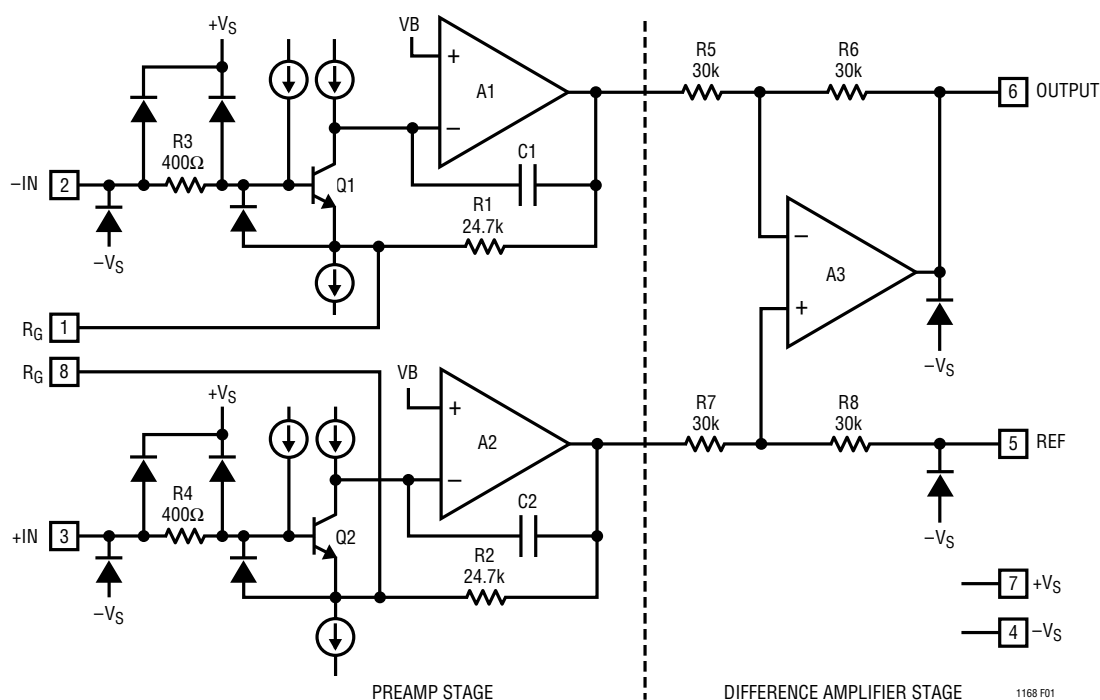 +VS
VB
R5
30k
R6
30k
+
A1
6 OUTPUT
R3
400Ω
−
C1
−IN 2
Q1
R1
24.7k
−
A3
−VS
+
RG 1
RG 8
−VS
VB
R7
30k
R8
30k
+VS
+
A2
5 REF
R4
400Ω
−
C2
+IN 3
Q2
R2
24.7k
−VS
−VS
7 +VS
4 −VS
PREAMP STAGE
DIFFERENCE AMPLIFIER STAGE
1168 F01